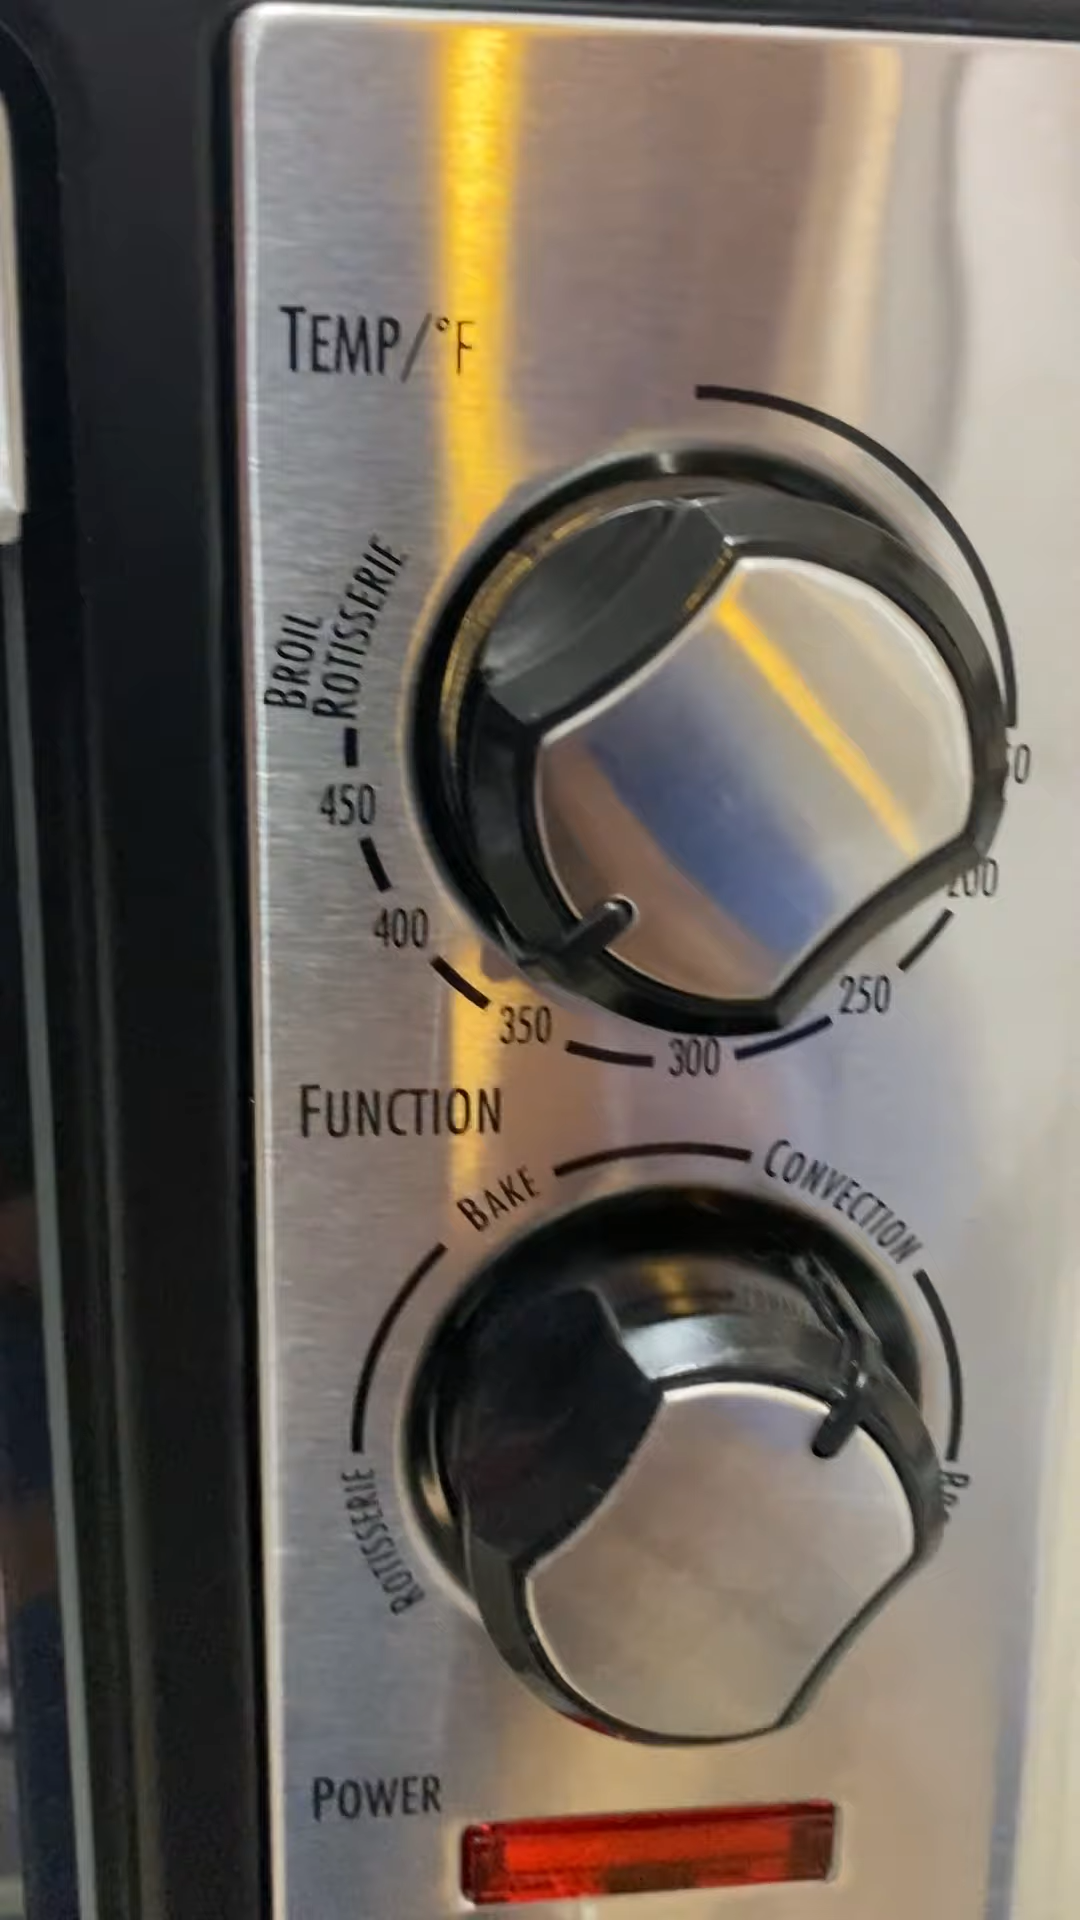 TEMP/°F
BROIL
ROTISSERIE
450
400
350
300
250
200
FUNCTION
BAKE
CONVECTION
ROTISSERIE
POWER